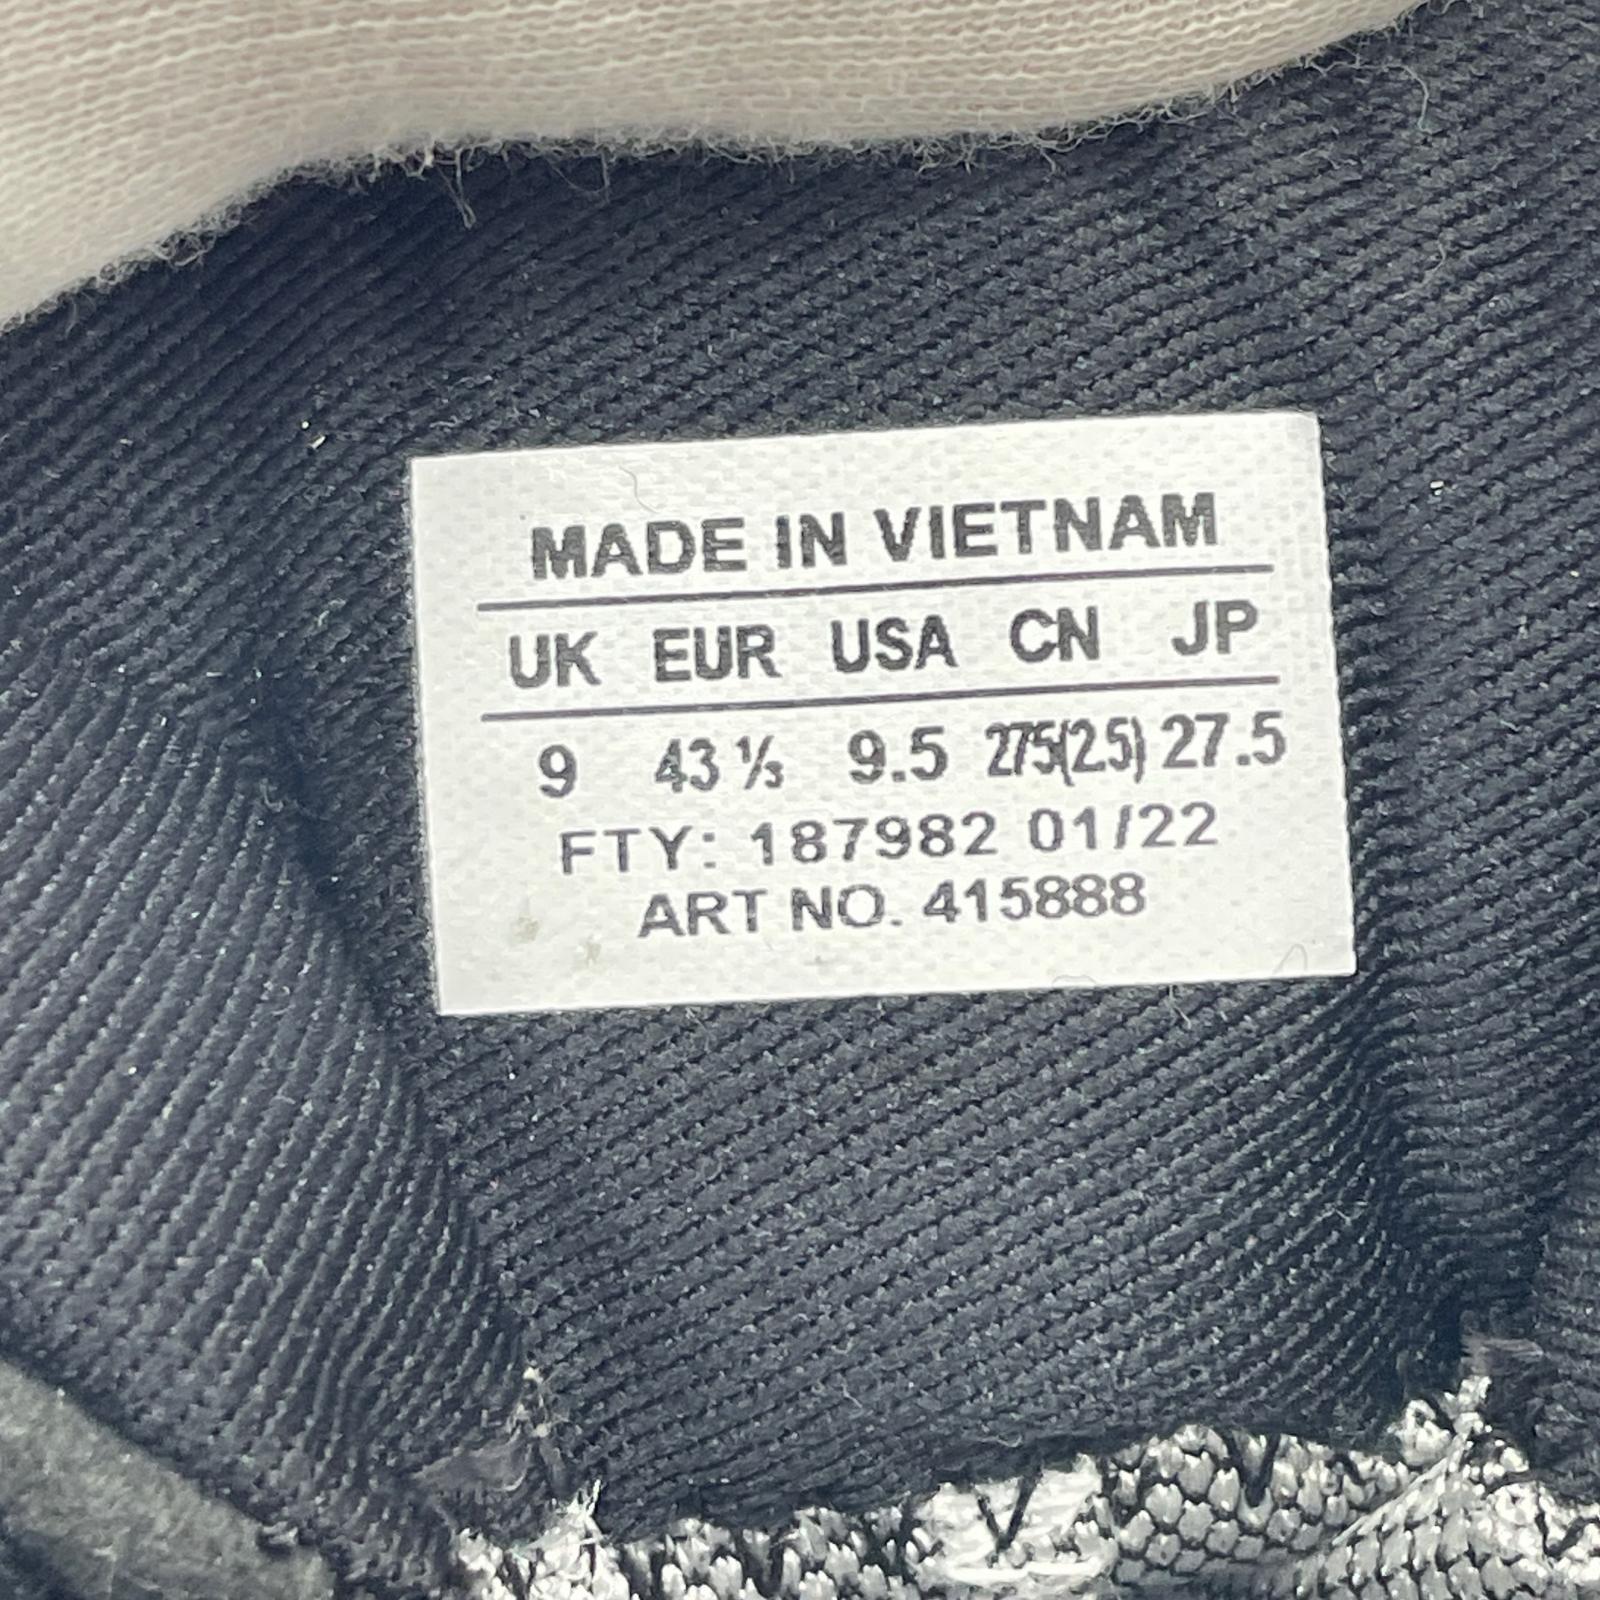 MADE IN VIETNAM
UK EUR USA CN JP
9 43 ⅓ 9.5 275(2.5) 27.5
FTY: 187982 01/22
ART NO. 415888